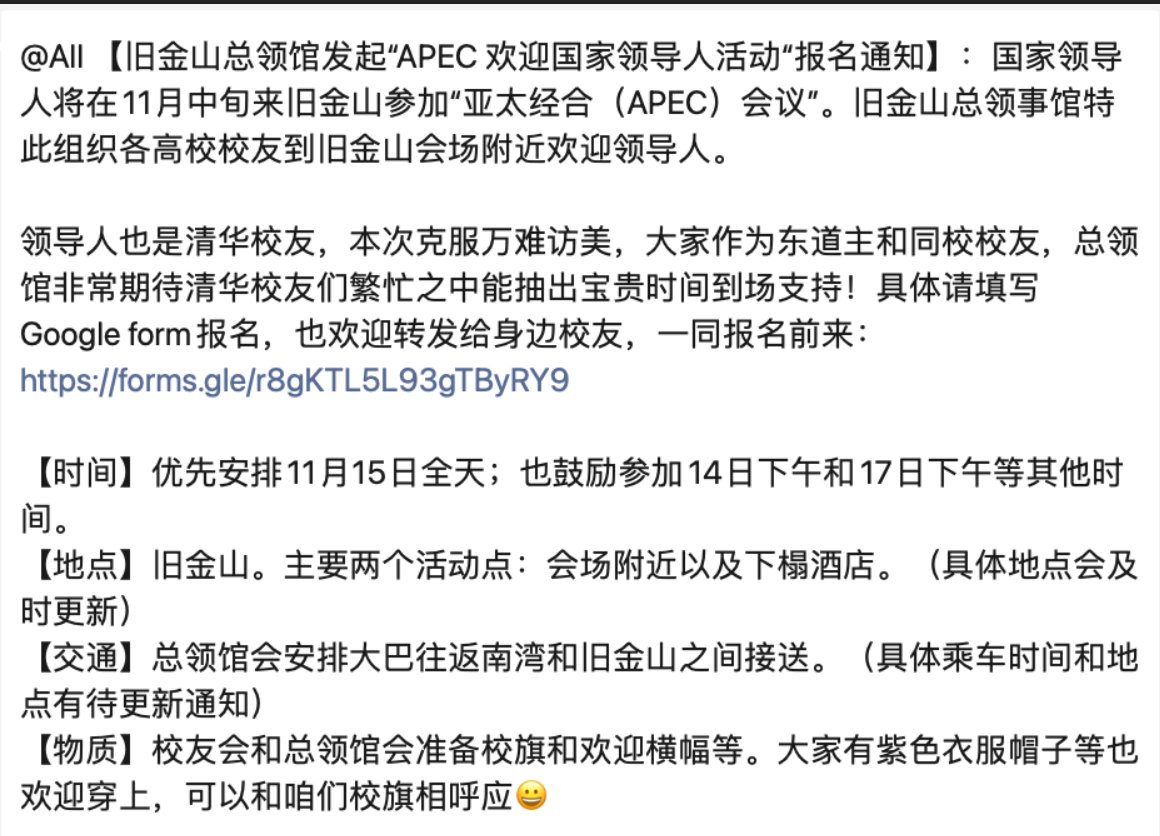 @All 【旧金山总领馆发起“APEC 欢迎国家领导人活动“报名通知】：国家领导
人将在11月中旬来旧金山参加“亚太经合（APEC）会议”。旧金山总领事馆特
此组织各高校校友到旧金山会场附近欢迎领导人。
领导人也是清华校友，本次克服万难访美，大家作为东道主和同校校友，总领
馆非常期待清华校友们繁忙之中能抽出宝贵时间到场支持！具体请填写
Google form报名，也欢迎转发给身边校友，一同报名前来：
https://forms.gle/r8gKTL5L93gTByRY9
【时间】优先安排11月15日全天；也鼓励参加14日下午和17日下午等其他时
间。
【地点】旧金山。主要两个活动点：会场附近以及下榻酒店。（具体地点会及
时更新）
【交通】总领馆会安排大巴往返南湾和旧金山之间接送。（具体乘车时间和地
点有待更新通知）
【物质】校友会和总领馆会准备校旗和欢迎横幅等。大家有紫色衣服帽子等也
欢迎穿上，可以和咱们校旗相呼应😀